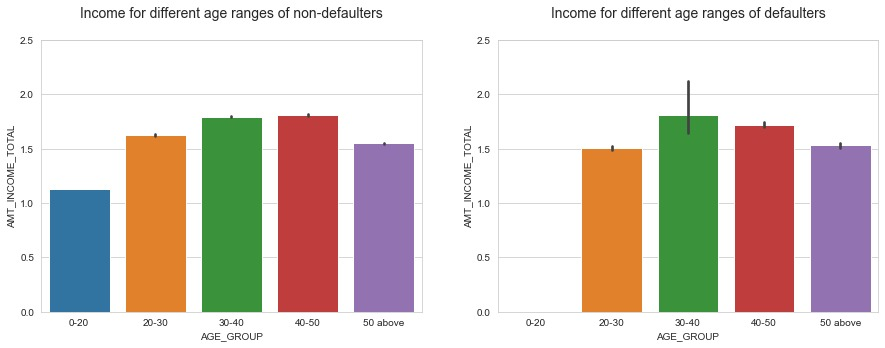 Income for different age ranges of non-defaulters
2.5
2.0
1.5
1.0
0.5
0.0
AMT_INCOME_TOTAL
0-20 20-30 30-40 40-50 50 above
AGE_GROUP
Income for different age ranges of defaulters
2.5
2.0
1.5
1.0
0.5
0.0
AMT_INCOME_TOTAL
0-20 20-30 30-40 40-50 50 above
AGE_GROUP